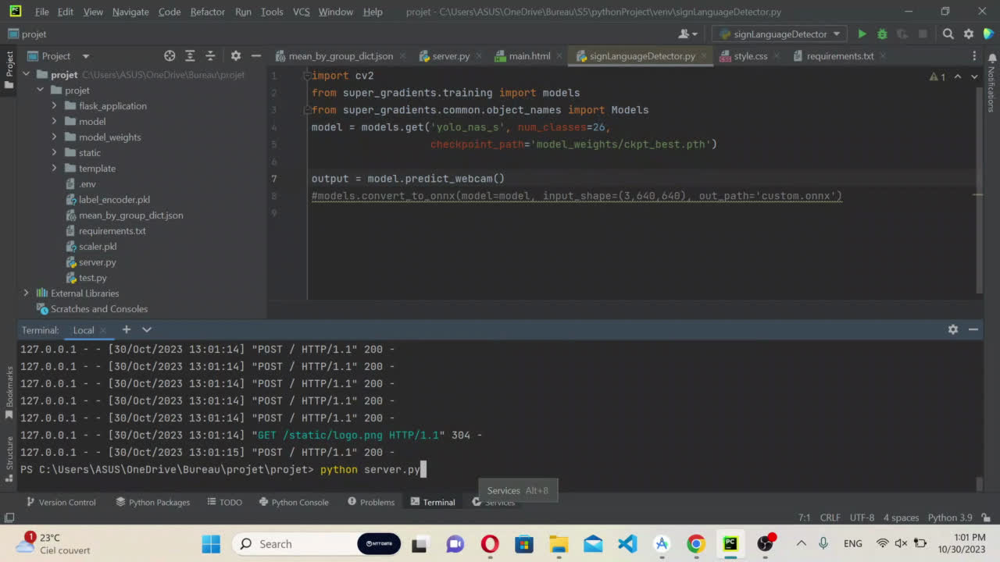 File Edit View Navigate Code Refactor Run Tools VCS Window Help projet - C:\Users\ASUS\OneDrive\Bureau\S5\pythonProject\venv\signLanguageDetector.py
projet signLanguageDetector
Project mean_by_group_dict.json server.py main.html signLanguageDetector.py style.css requirements.txt
Project
Notifications
projet C:\Users\ASUS\OneDrive\Bureau\projet
projet
flask_application
model
model_weights
static
template
.env
label_encoder.pkl
mean_by_group_dict.json
requirements.txt
scaler.pkl
server.py
test.py
External Libraries
Scratches and Consoles
1 import cv2
2 from super_gradients.training import models
3 from super_gradients.common.object_names import Models
4 model = models.get('yolo_nas_s', num_classes=26,
5 checkpoint_path='model_weights/ckpt_best.pth')
6
7 output = model.predict_webcam()
8 #models.convert_to_onnx(model=model, input_shape=(3,640,640), out_path='custom.onnx')
9
1
Terminal: Local
127.0.0.1 - - [30/Oct/2023 13:01:14] "POST / HTTP/1.1" 200 -
127.0.0.1 - - [30/Oct/2023 13:01:14] "POST / HTTP/1.1" 200 -
127.0.0.1 - - [30/Oct/2023 13:01:14] "POST / HTTP/1.1" 200 -
127.0.0.1 - - [30/Oct/2023 13:01:14] "POST / HTTP/1.1" 200 -
127.0.0.1 - - [30/Oct/2023 13:01:14] "POST / HTTP/1.1" 200 -
127.0.0.1 - - [30/Oct/2023 13:01:14] "GET /static/logo.png HTTP/1.1" 304 -
127.0.0.1 - - [30/Oct/2023 13:01:15] "POST / HTTP/1.1" 200 -
PS C:\Users\ASUS\OneDrive\Bureau\projet\projet> python server.py
Bookmarks
Structure
Services Alt+8
Version Control Python Packages TODO Python Console Problems Terminal Services
7:1 CRLF UTF-8 4 spaces Python 3.9
1 23°C
Ciel couvert
Search NTT DATA
PC
ENG
1:01 PM
10/30/2023